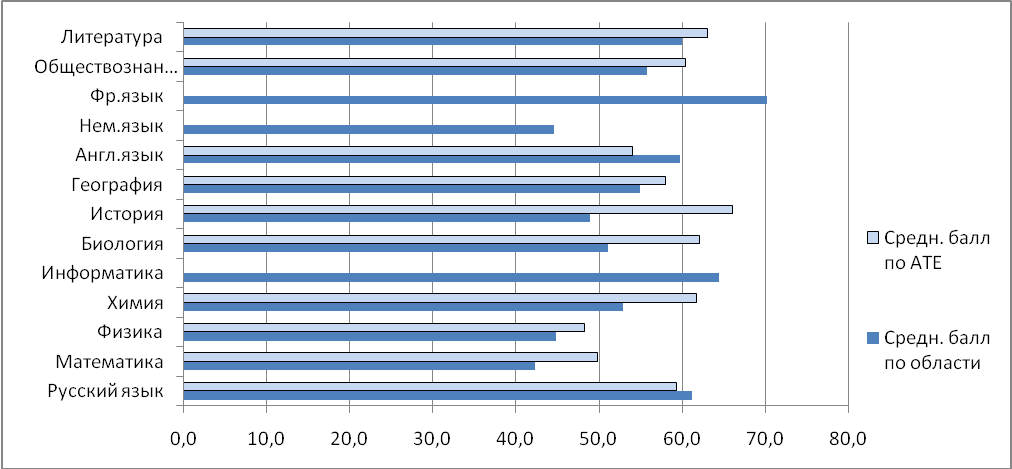 Литература
Обществознан...
Фр.язык
Нем.язык
Англ.язык
География
История
Биология
Информатика
Химия
Физика
Математика
Русский язык
0,0 10,0 20,0 30,0 40,0 50,0 60,0 70,0 80,0
Средн. балл
по АТЕ
Средн. балл
по области